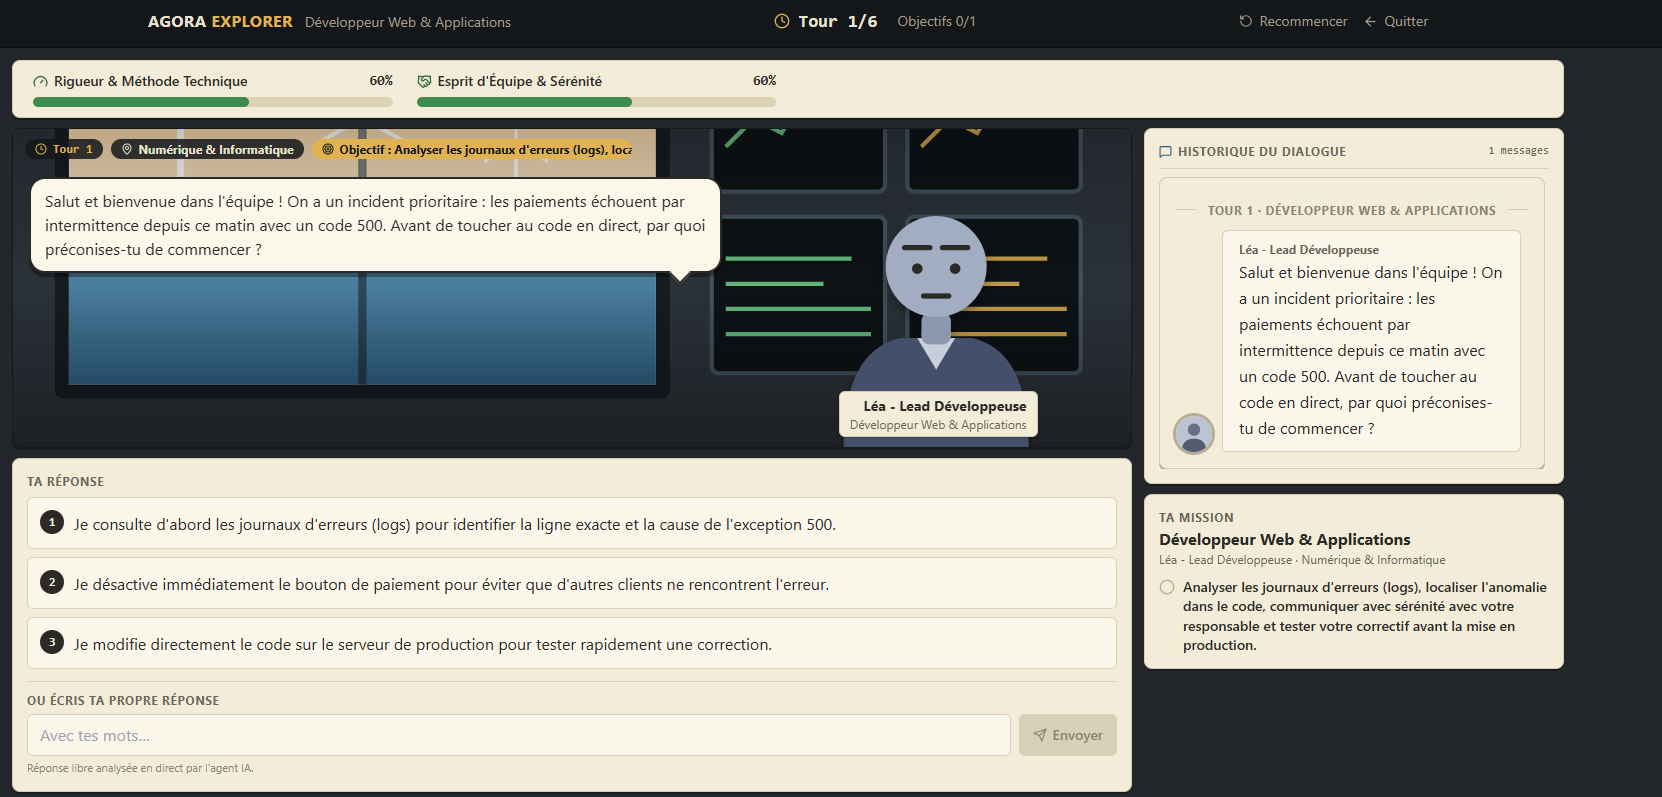 AGORA EXPLORER Développeur Web & Applications
Tour 1/6 Objectifs 0/1
Recommencer Quitter
Rigueur & Méthode Technique 60%
Esprit d'Équipe & Sérénité 60%
Tour 1 Numérique & Informatique Objectif : Analyser les journaux d'erreurs (logs), loca
Salut et bienvenue dans l'équipe ! On a un incident prioritaire : les paiements échouent par
intermittence depuis ce matin avec un code 500. Avant de toucher au code en direct, par quoi
préconises-tu de commencer ?
Léa - Lead Développeuse
Développeur Web & Applications
TA RÉPONSE
1 Je consulte d'abord les journaux d'erreurs (logs) pour identifier la ligne exacte et la cause de l'exception 500.
2 Je désactive immédiatement le bouton de paiement pour éviter que d'autres clients ne rencontrent l'erreur.
3 Je modifie directement le code sur le serveur de production pour tester rapidement une correction.
OU ÉCRIS TA PROPRE RÉPONSE
Avec tes mots...
Envoyer
Réponse libre analysée en direct par l'agent IA.
HISTORIQUE DU DIALOGUE 1 messages
TOUR 1 · DÉVELOPPEUR WEB & APPLICATIONS
Léa - Lead Développeuse
Salut et bienvenue dans l'équipe ! On
a un incident prioritaire : les
paiements échouent par
intermittence depuis ce matin avec
un code 500. Avant de toucher au
code en direct, par quoi préconises-
tu de commencer ?
TA MISSION
Développeur Web & Applications
Léa - Lead Développeuse · Numérique & Informatique
Analyser les journaux d'erreurs (logs), localiser l'anomalie
dans le code, communiquer avec sérénité avec votre
responsable et tester votre correctif avant la mise en
production.